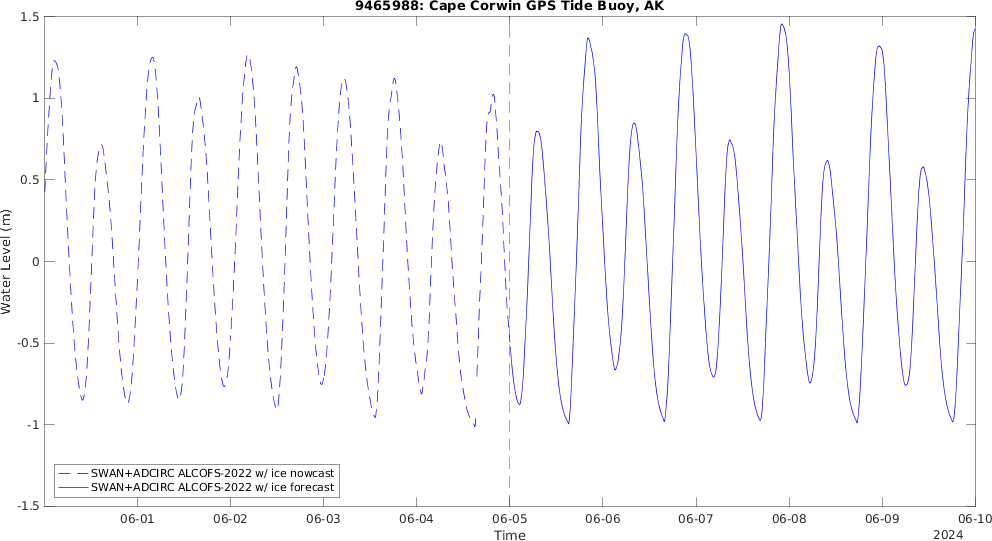 9465988: Cape Corwin GPS Tide Buoy, AK
1.5
1
0.5
0
-0.5
-1
-1.5
Water Level (m)
SWAN+ADCIRC ALCOFS-2022 w/ ice nowcast
SWAN+ADCIRC ALCOFS-2022 w/ ice forecast
06-01 06-02 06-03 06-04 06-05 06-06 06-07 06-08 06-09 06-10
Time
2024